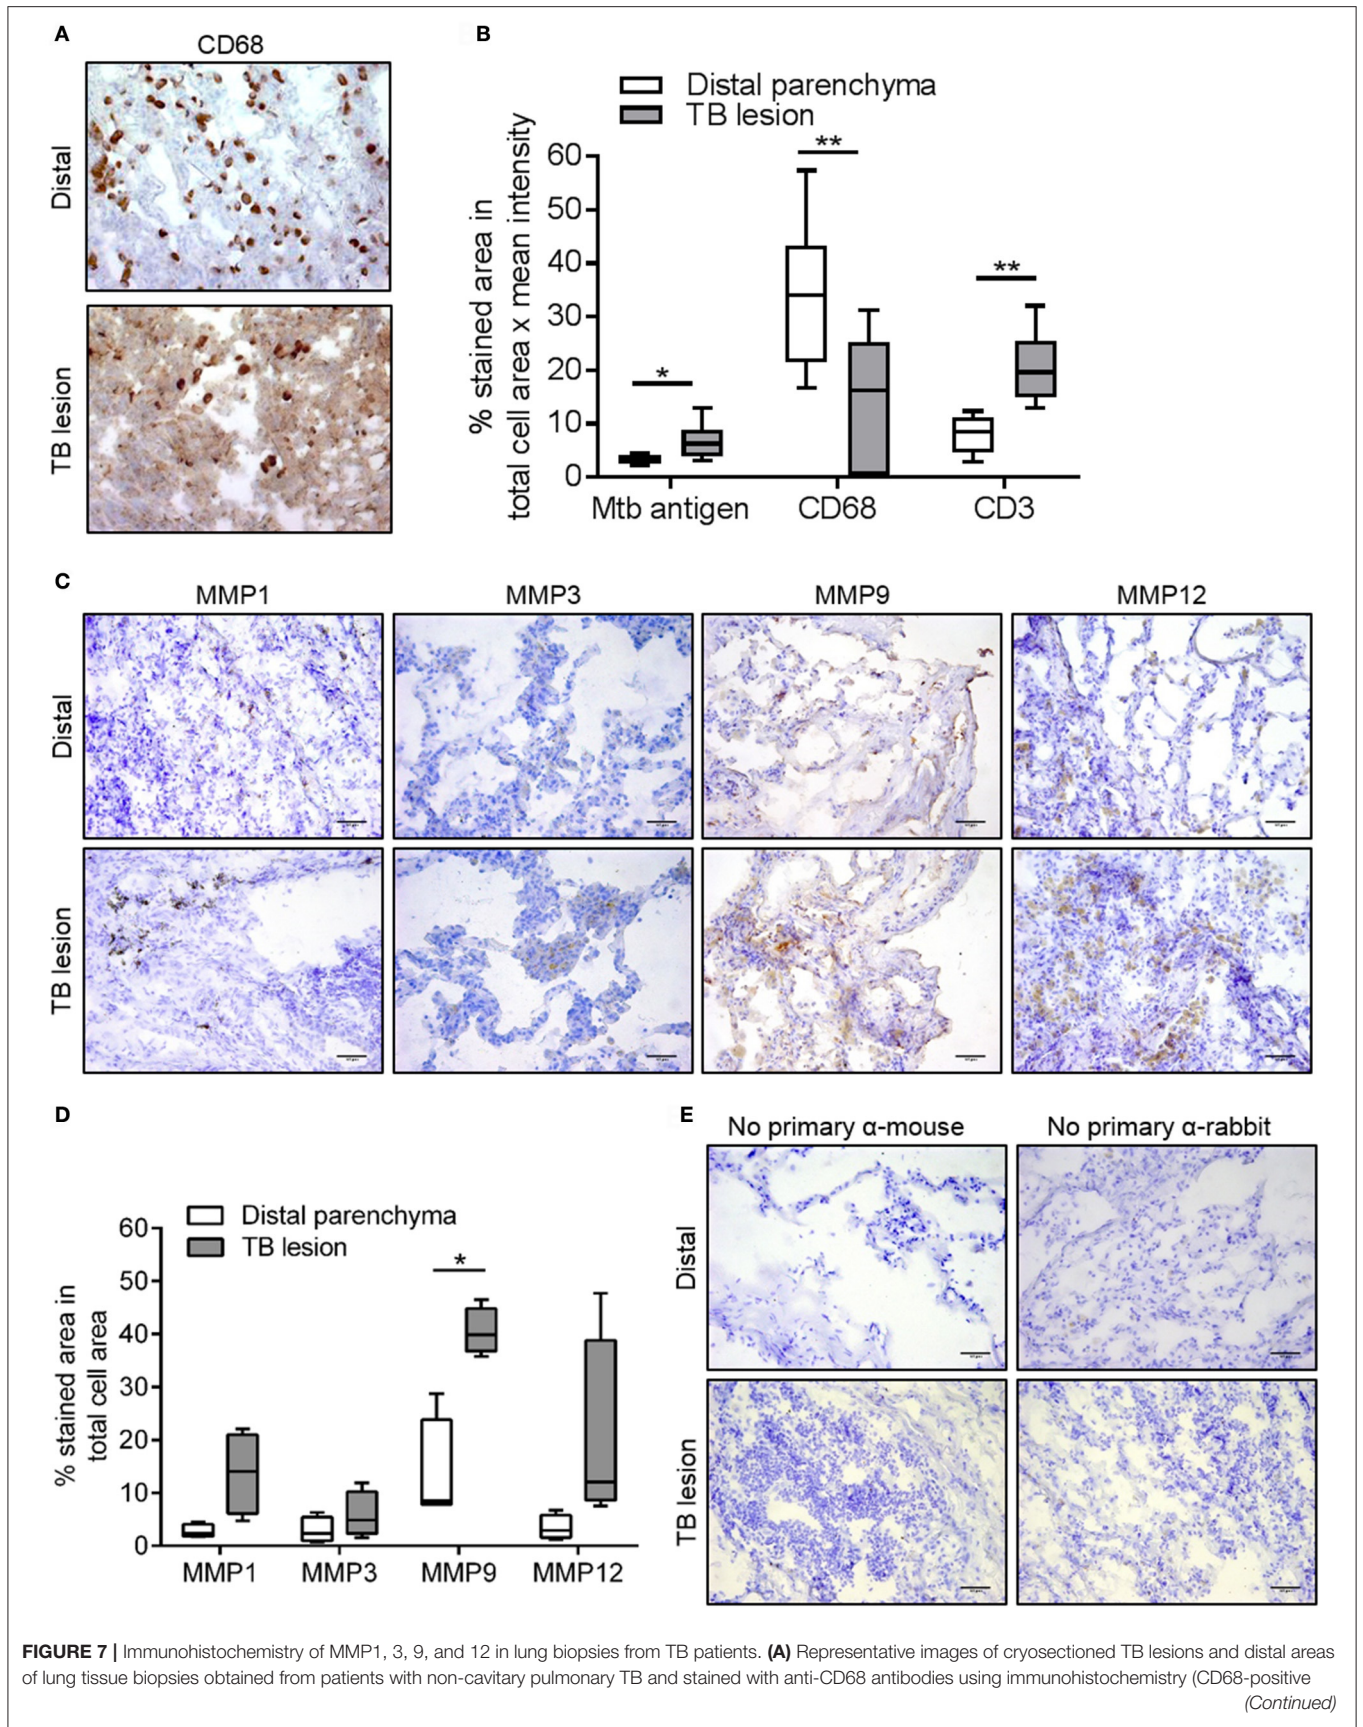 A
CD68
Distal
TB lesion
B
Distal parenchyma
TB lesion
% stained area in
total cell area x mean intensity
60
50
40
30
20
10
0
*
**
**
Mtb antigen
CD68
CD3
C
MMP1
MMP3
MMP9
MMP12
Distal
TB lesion
D
Distal parenchyma
TB lesion
% stained area in
total cell area
60
50
40
30
20
10
0
*
MMP1
MMP3
MMP9
MMP12
E
No primary α-mouse
No primary α-rabbit
Distal
TB lesion
FIGURE 7 | Immunohistochemistry of MMP1, 3, 9, and 12 in lung biopsies from TB patients. (A) Representative images of cryosectioned TB lesions and distal areas
of lung tissue biopsies obtained from patients with non-cavitary pulmonary TB and stained with anti-CD68 antibodies using immunohistochemistry (CD68-positive
(Continued)